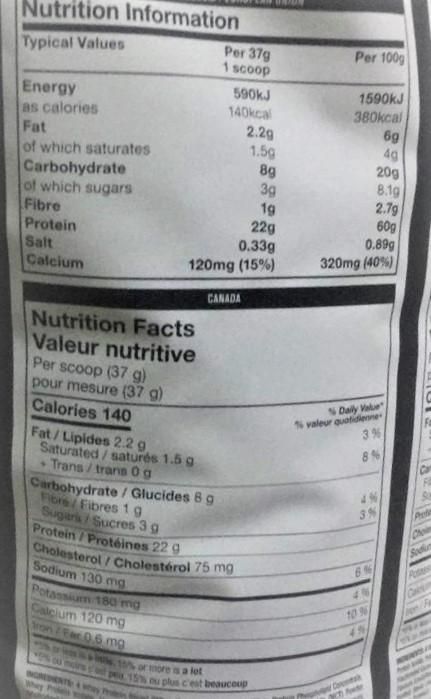 Nutrition Information
Typical Values Per 37g Per 100g
1 scoop
Energy 590kJ 1590kJ
as calories 140kcal 380kcal
Fat 2.2g 6g
of which saturates 1.5g 4g
Carbohydrate 8g 20g
of which sugars 3g 8.1g
Fibre 1g 2.7g
Protein 22g 60g
Salt 0.33g 0.89g
Calcium 120mg (15%) 320mg (40%)
CANADA
Nutrition Facts
Valeur nutritive
Per scoop (37 g)
pour mesure (37 g)
Calories 140 % Daily Value*
% valeur quotidienne*
Fat / Lipides 2.2 g 3 %
Saturated / saturés 1.5 g 8 %
+ Trans / trans 0 g
Carbohydrate / Glucides 8 g
Fibre / Fibres 1 g 4 %
Sugars / Sucres 3 g 3 %
Protein / Protéines 22 g
Cholesterol / Cholestérol 75 mg
Sodium 130 mg 6 %
Potassium 180 mg 4 %
Calcium 120 mg 10 %
Iron / Fer 0.6 mg 4 %
15% or more is a lot
15% ou plus c'est beaucoup
INGREDIENTS: